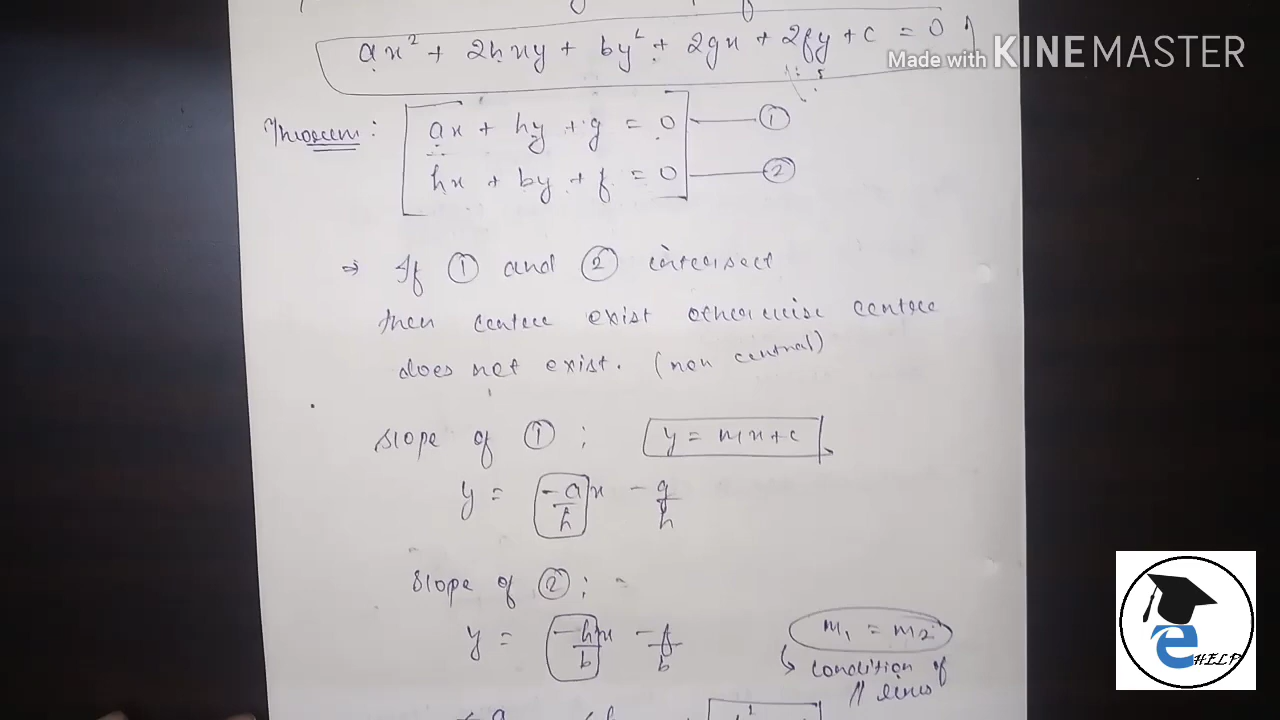 ax² + 2hxy + by² + 2gx + 2fy + c = 0
Made with KINEMASTER
Theorem : ax + hy + g = 0 ①
hx + by + f = 0 ②
⇒ If ① and ② intersect
then centre exist otherwise centre
does not exist. (non central)
slope of ① ; y = mx+c
y = -a/h x - g/h
slope of ② ; -
y = -h/b x - f/b
m₁ = m₂
↳ condition of
// lines
e HELP